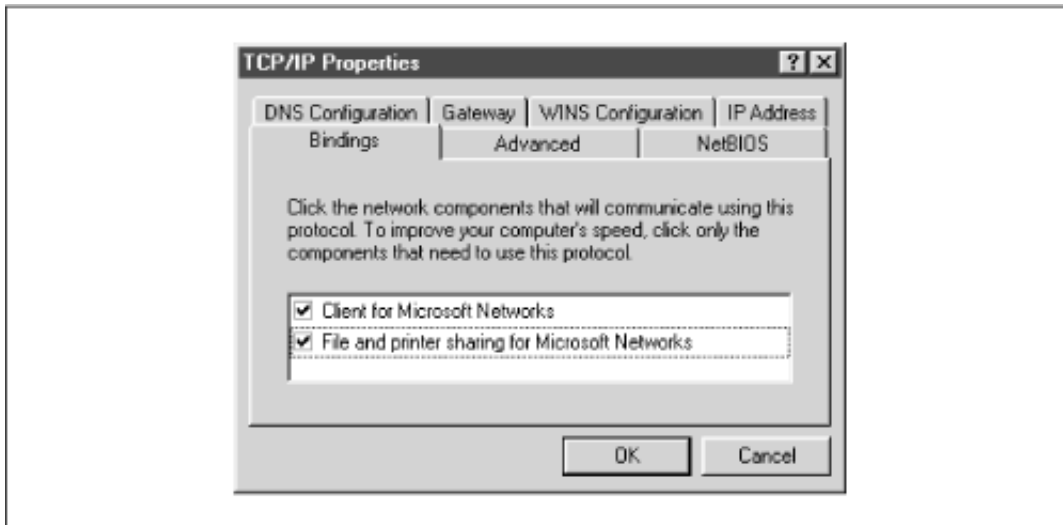 TCP/IP Properties
DNS Configuration Gateway WINS Configuration IP Address
Bindings Advanced NetBIOS
Click the network components that will communicate using this
protocol. To improve your computer's speed, click only the
components that need to use this protocol.
Client for Microsoft Networks
File and printer sharing for Microsoft Networks
OK Cancel